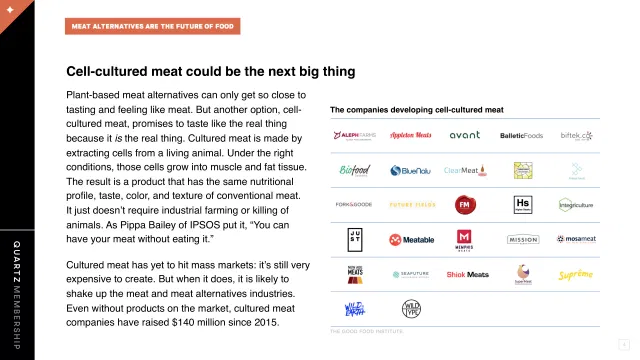 MEAT ALTERNATIVES ARE THE FUTURE OF FOOD
Cell-cultured meat could be the next big thing
Plant-based meat alternatives can only get so close to
tasting and feeling like meat. But another option, cell-
cultured meat, promises to taste like the real thing
because it is the real thing. Cultured meat is made by
extracting cells from a living animal. Under the right
conditions, those cells grow into muscle and fat tissue.
The result is a product that has the same nutritional
profile, taste, color, and texture of conventional meat.
It just doesn't require industrial farming or killing of
animals. As Pippa Bailey of IPSOS put it, “You can
have your meat without eating it.”
Cultured meat has yet to hit mass markets: it's still very
expensive to create. But when it does, it is likely to
shake up the meat and meat alternatives industries.
Even without products on the market, cultured meat
companies have raised $140 million since 2015.
The companies developing cell-cultured meat
ALEPH FARMS
Appleton Meats
avant
BalleticFoods
biftek.co
Biofood
BlueNalu
ClearMeat
FORK&GOODE
FUTURE FIELDS
FM
Hs
integriculture
JUST
Meatable
MEMPHIS
MEATS
MISSION
mosameat
MEATS
SEAFUTURE
Shiok Meats
SuperMeat
Suprême
WILD EARTH
WILD TYPE
THE GOOD FOOD INSTITUTE
QUARTZ MEMBERSHIP
4